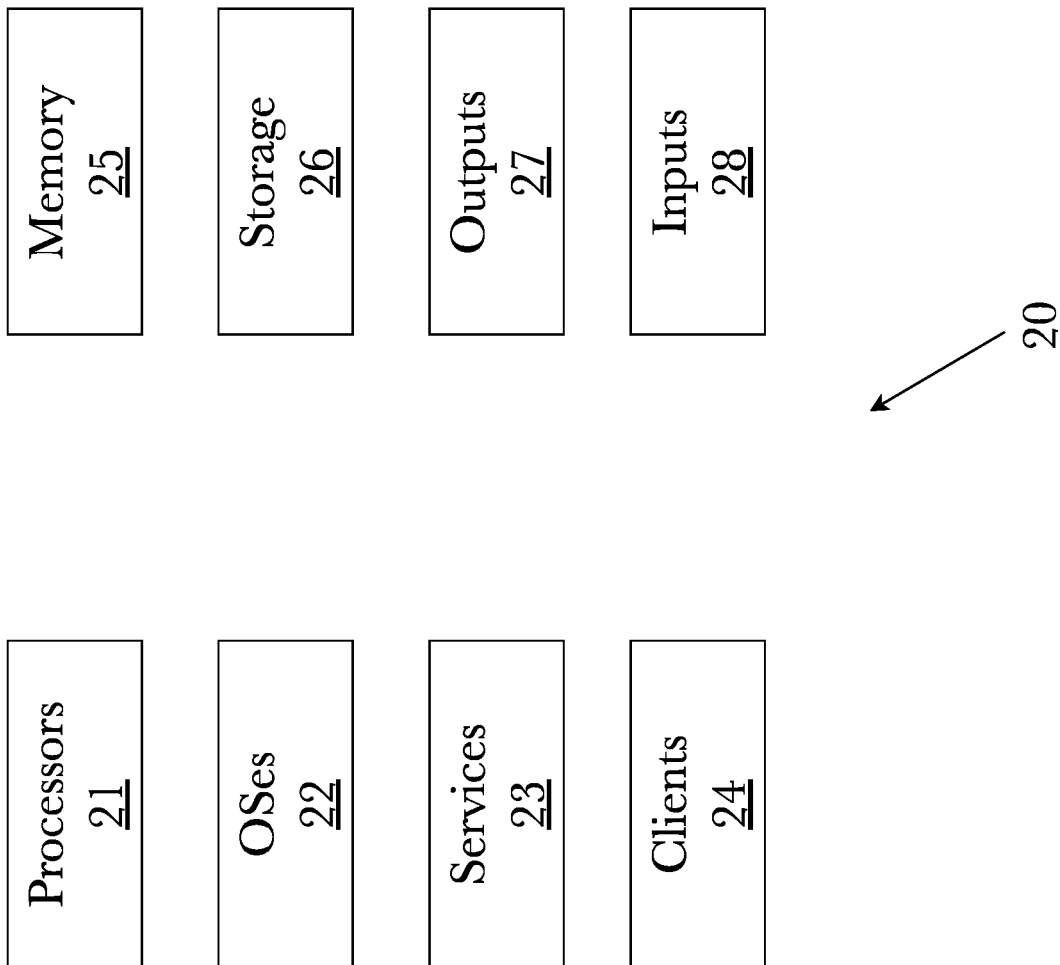 Processors
21
OSes
22
Services
23
Clients
24
Memory
25
Storage
26
Outputs
27
Inputs
28
20